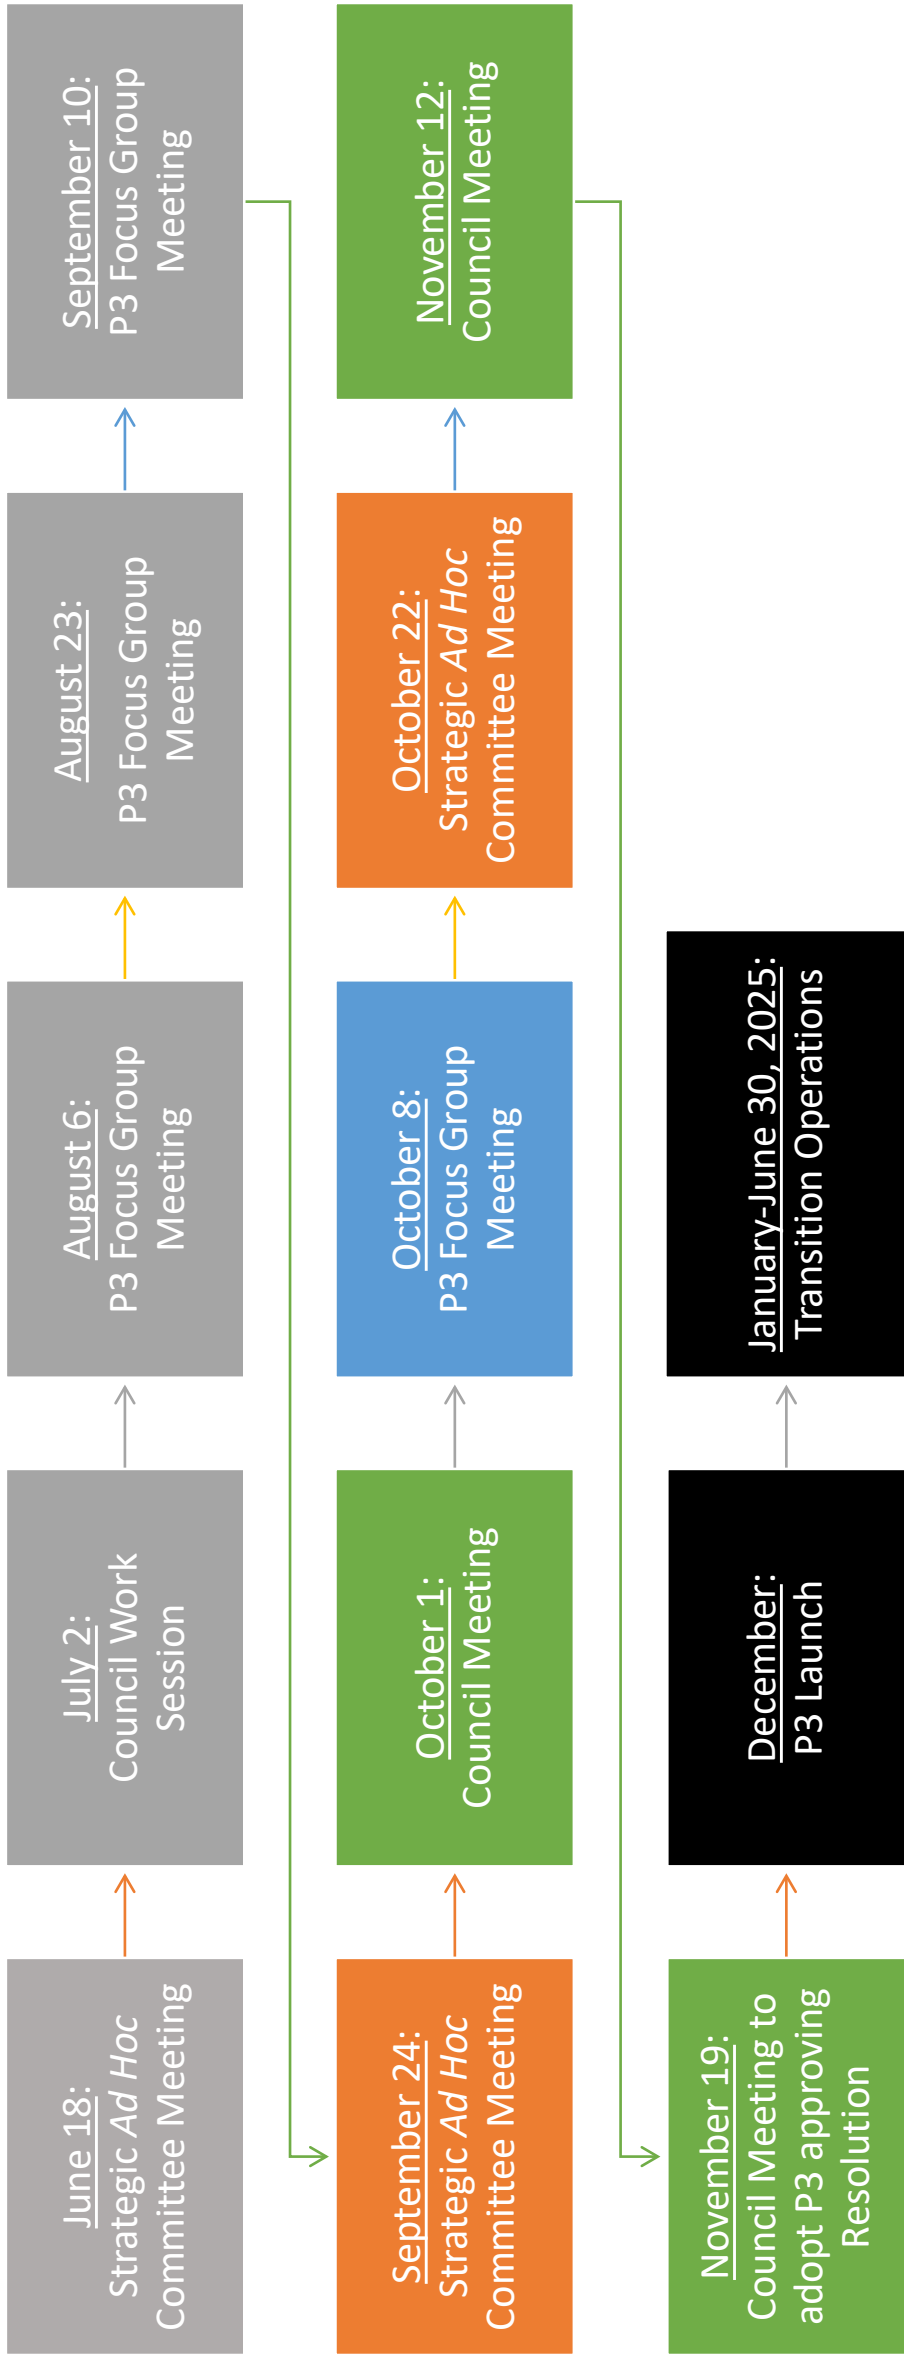 June 18:
Strategic Ad Hoc
Committee Meeting
July 2:
Council Work
Session
August 6:
P3 Focus Group
Meeting
August 23:
P3 Focus Group
Meeting
September 10:
P3 Focus Group
Meeting
September 24:
Strategic Ad Hoc
Committee Meeting
October 1:
Council Meeting
October 8:
P3 Focus Group
Meeting
October 22:
Strategic Ad Hoc
Committee Meeting
November 12:
Council Meeting
November 19:
Council Meeting to
adopt P3 approving
Resolution
December:
P3 Launch
January-June 30, 2025:
Transition Operations